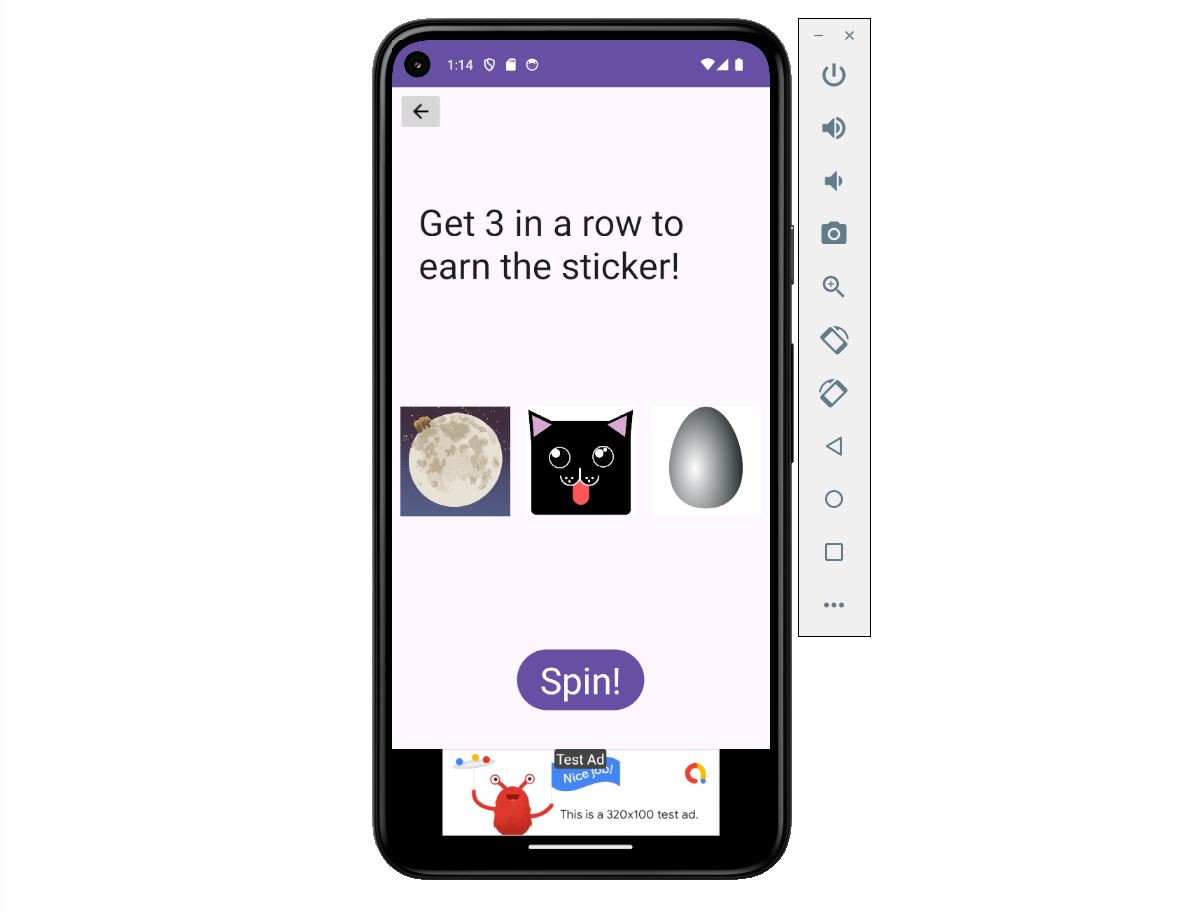 1:14
Get 3 in a row to
earn the sticker!
Spin!
Test Ad
Nice job!
This is a 320x100 test ad.